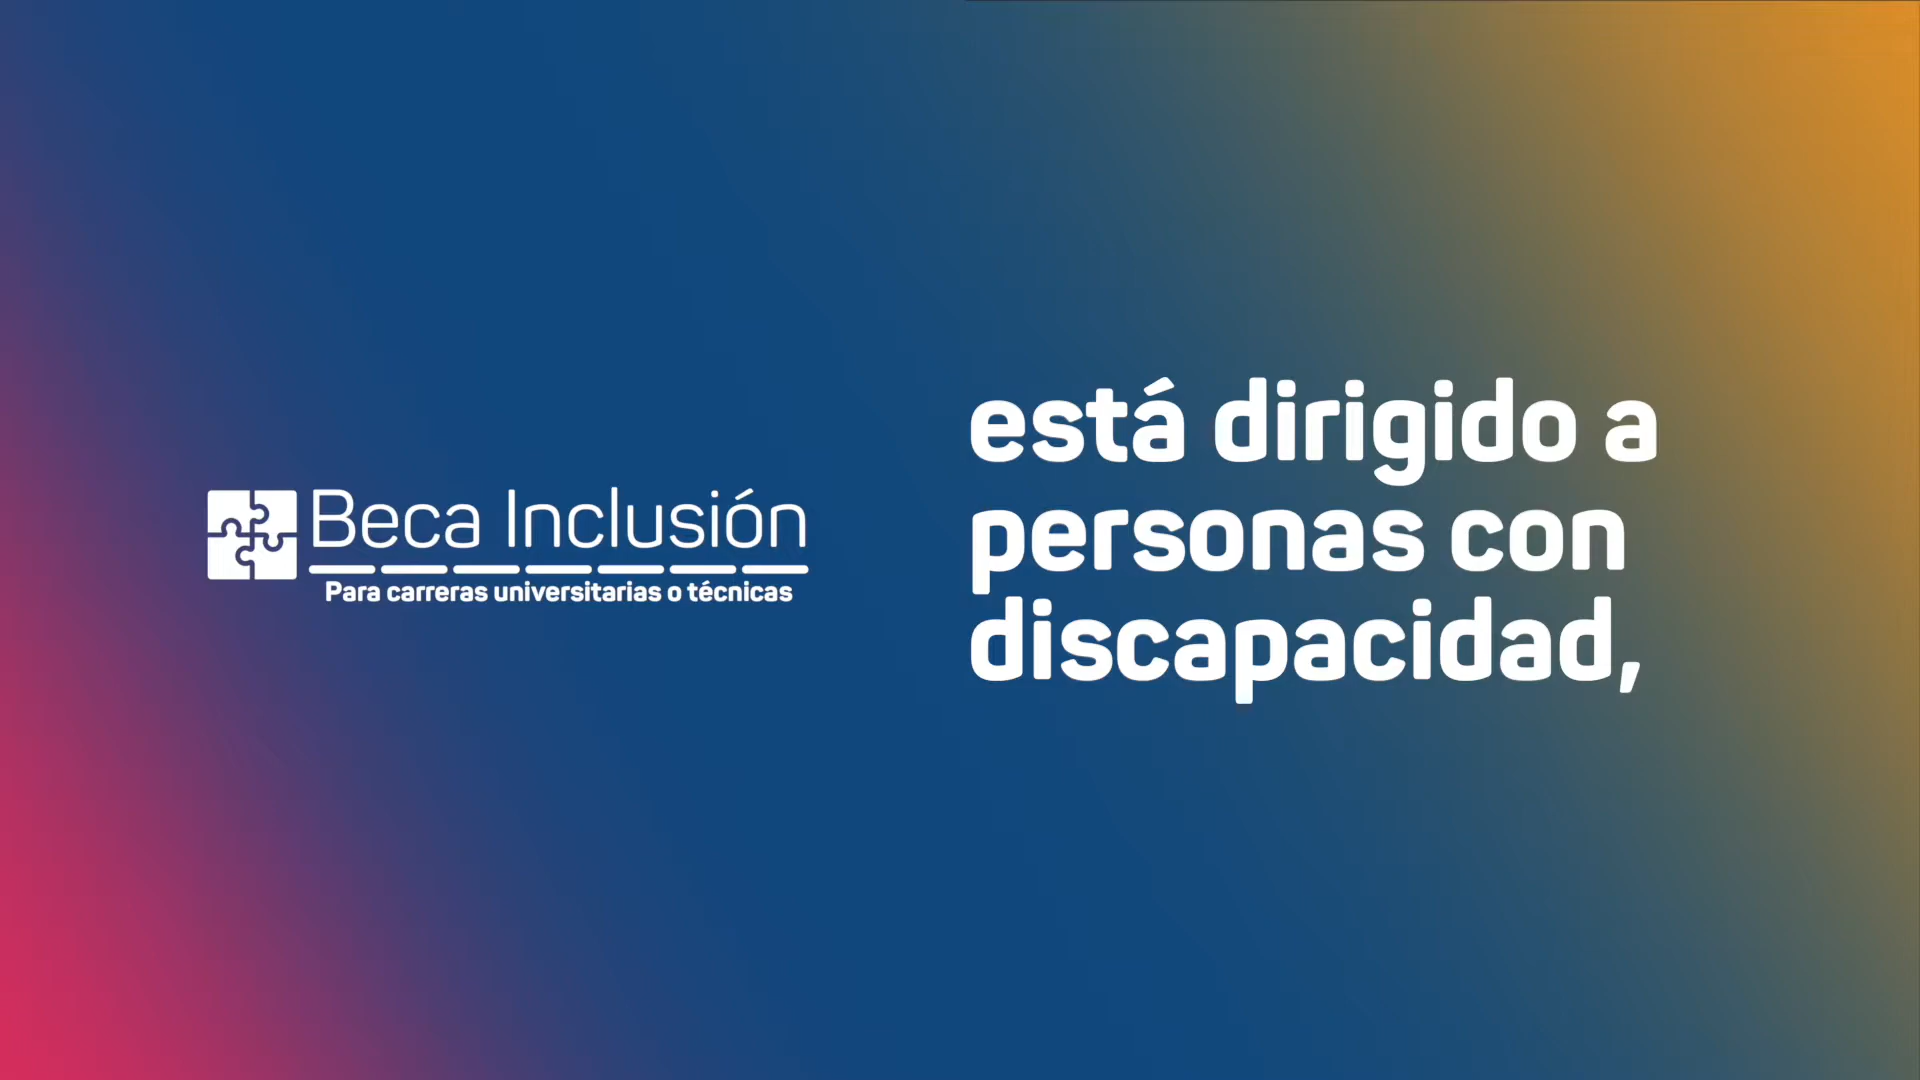 Beca Inclusión
Para carreras universitarias o técnicas
está dirigido a
personas con
discapacidad,